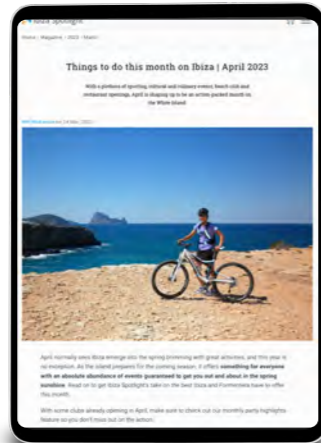 Ibiza Spotlight
Home / Magazine / 2023 / March
Things to do this month on Ibiza | April 2023
With a plethora of sporting, cultural and culinary events, beach club and
restaurant openings, April is shaping up to be an action-packed month on
the White Island.
April normally sees Ibiza emerge into the spring brimming with great activities, and this year is
no exception. As the island prepares for the coming season, it offers something for everyone
with an absolute abundance of events guaranteed to get you out and about in the spring
sunshine. Read on to get Ibiza Spotlight's take on the best Ibiza and Formentera have to offer
this month.
With some clubs already opening in April, make sure to check out our monthly party highlights
feature so you don't miss out on the action.